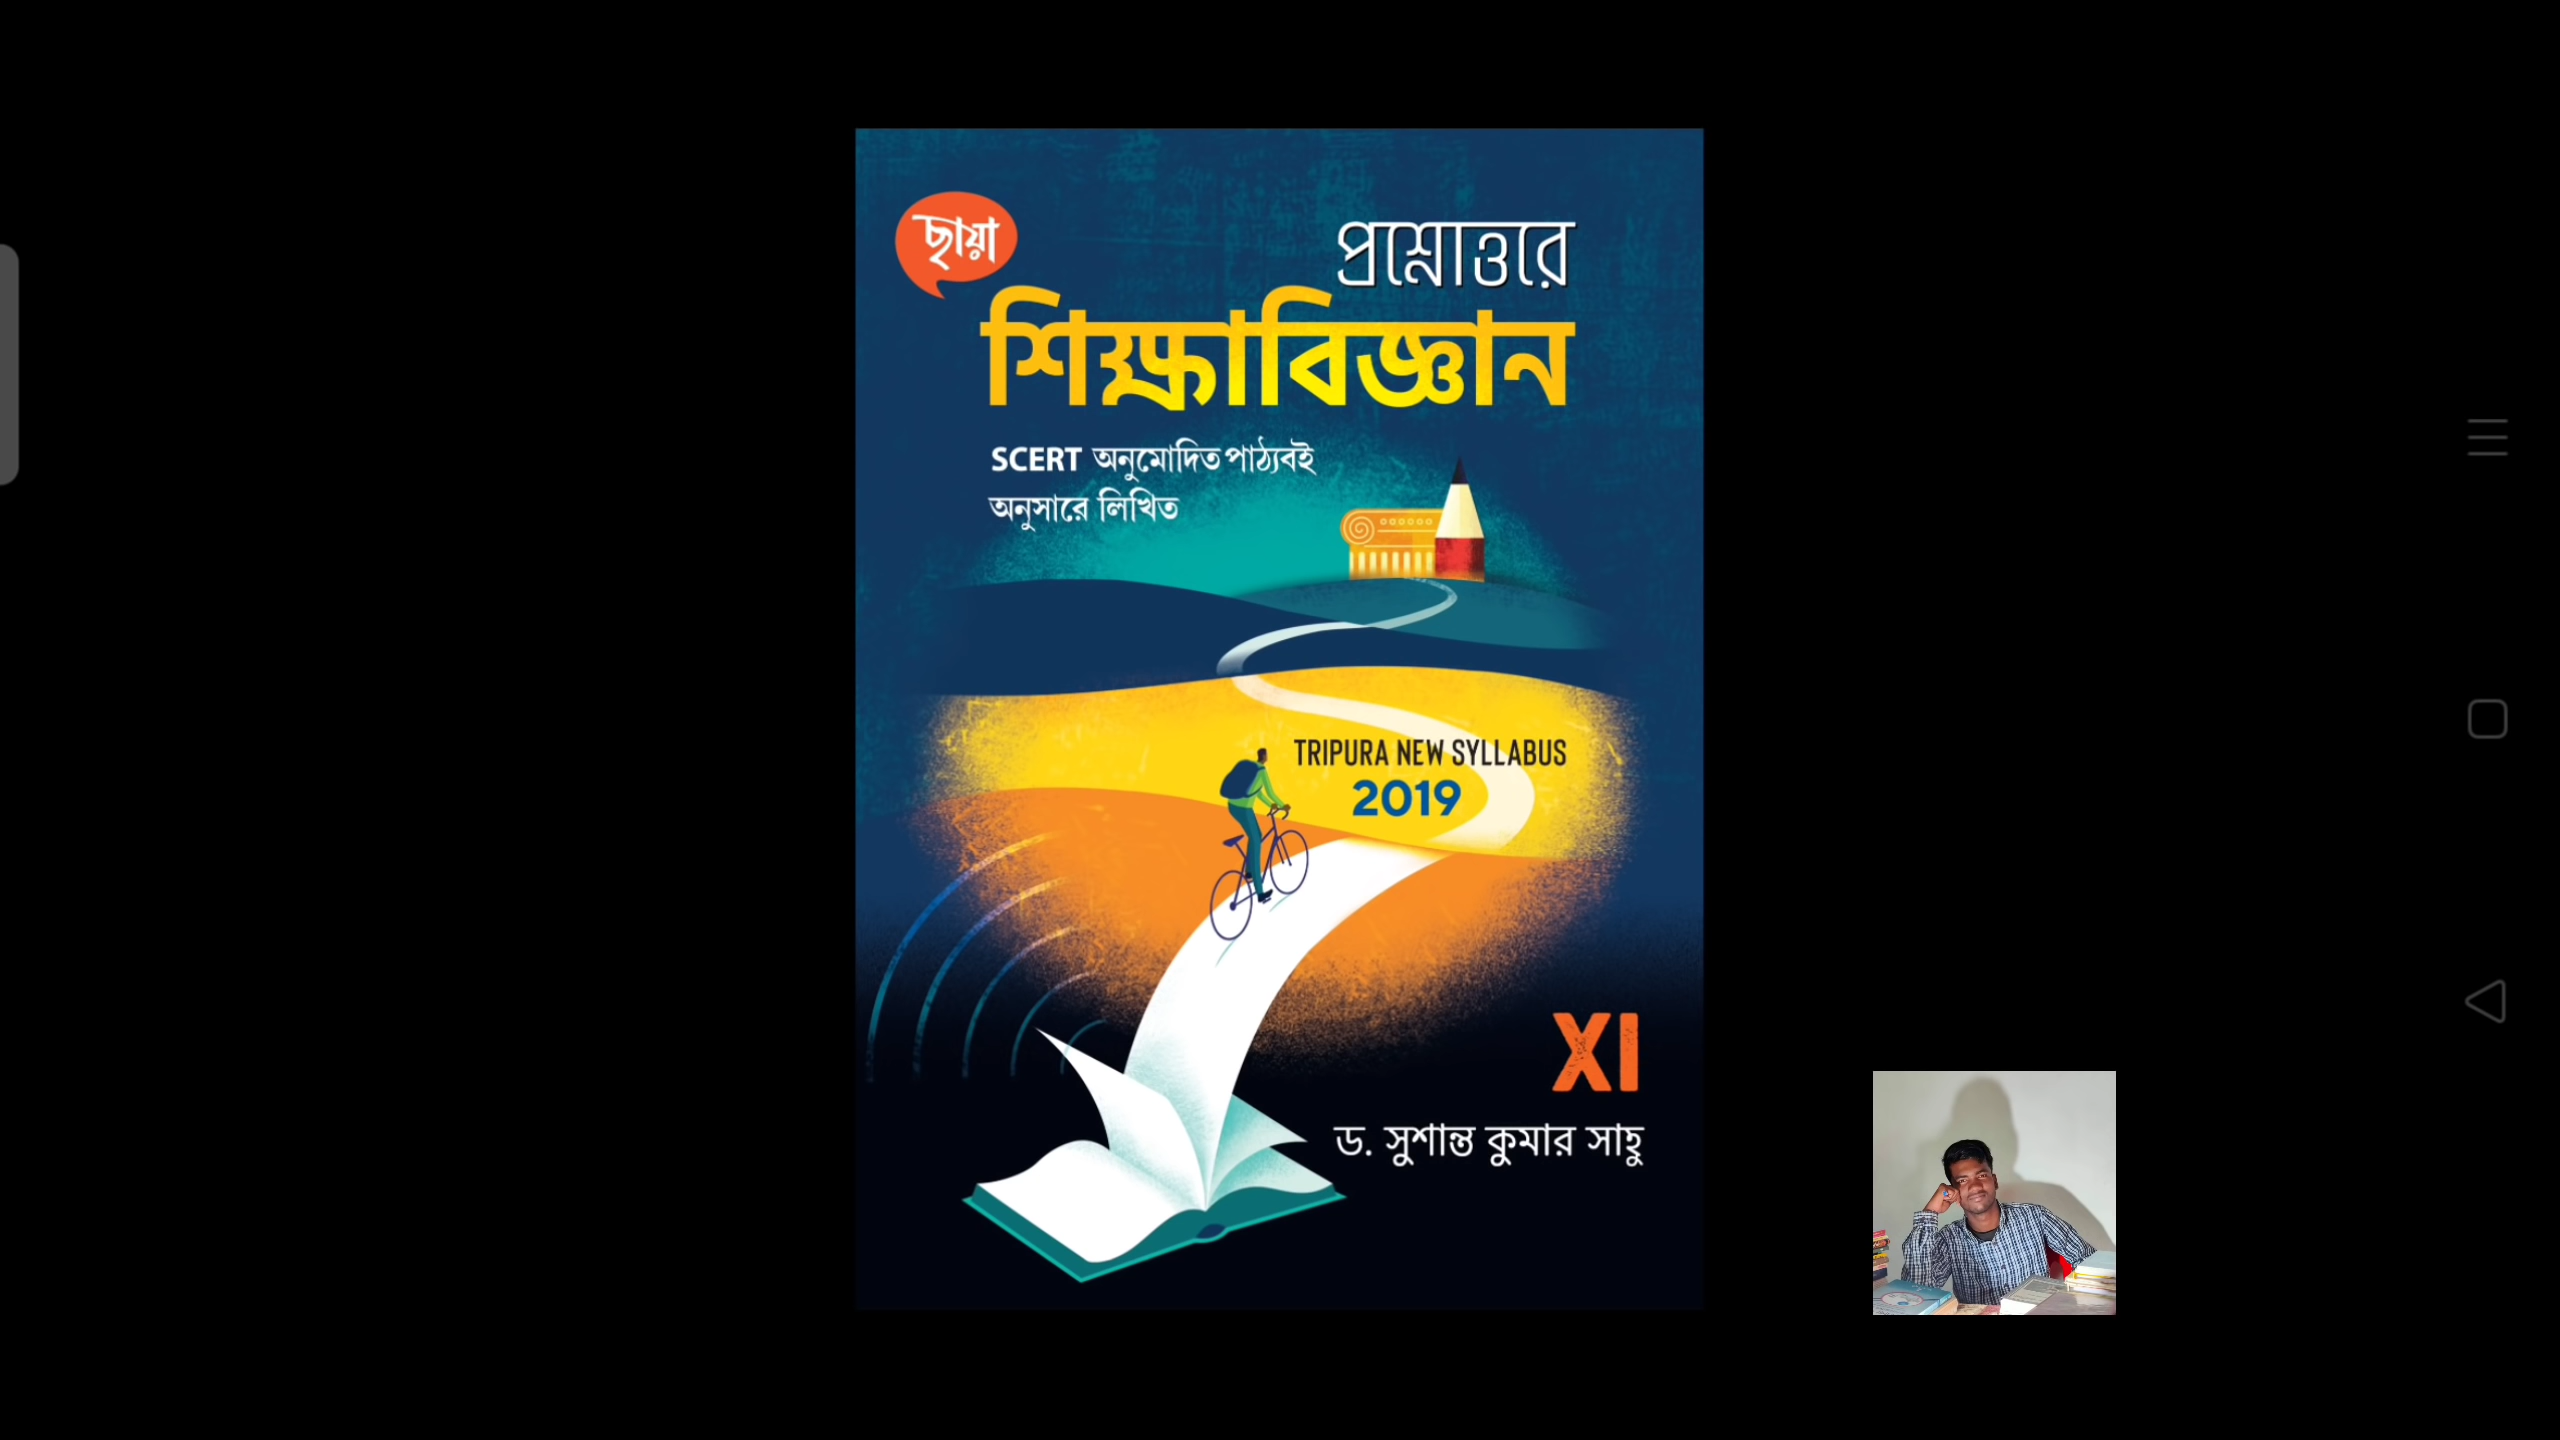 ছায়া
প্রশ্নোত্তরে
শিক্ষাবিজ্ঞান
SCERT অনুমোদিত পাঠ্যবই
অনুসারে লিখিত
TRIPURA NEW SYLLABUS
2019
XI
ড. সুশান্ত কুমার সাহু